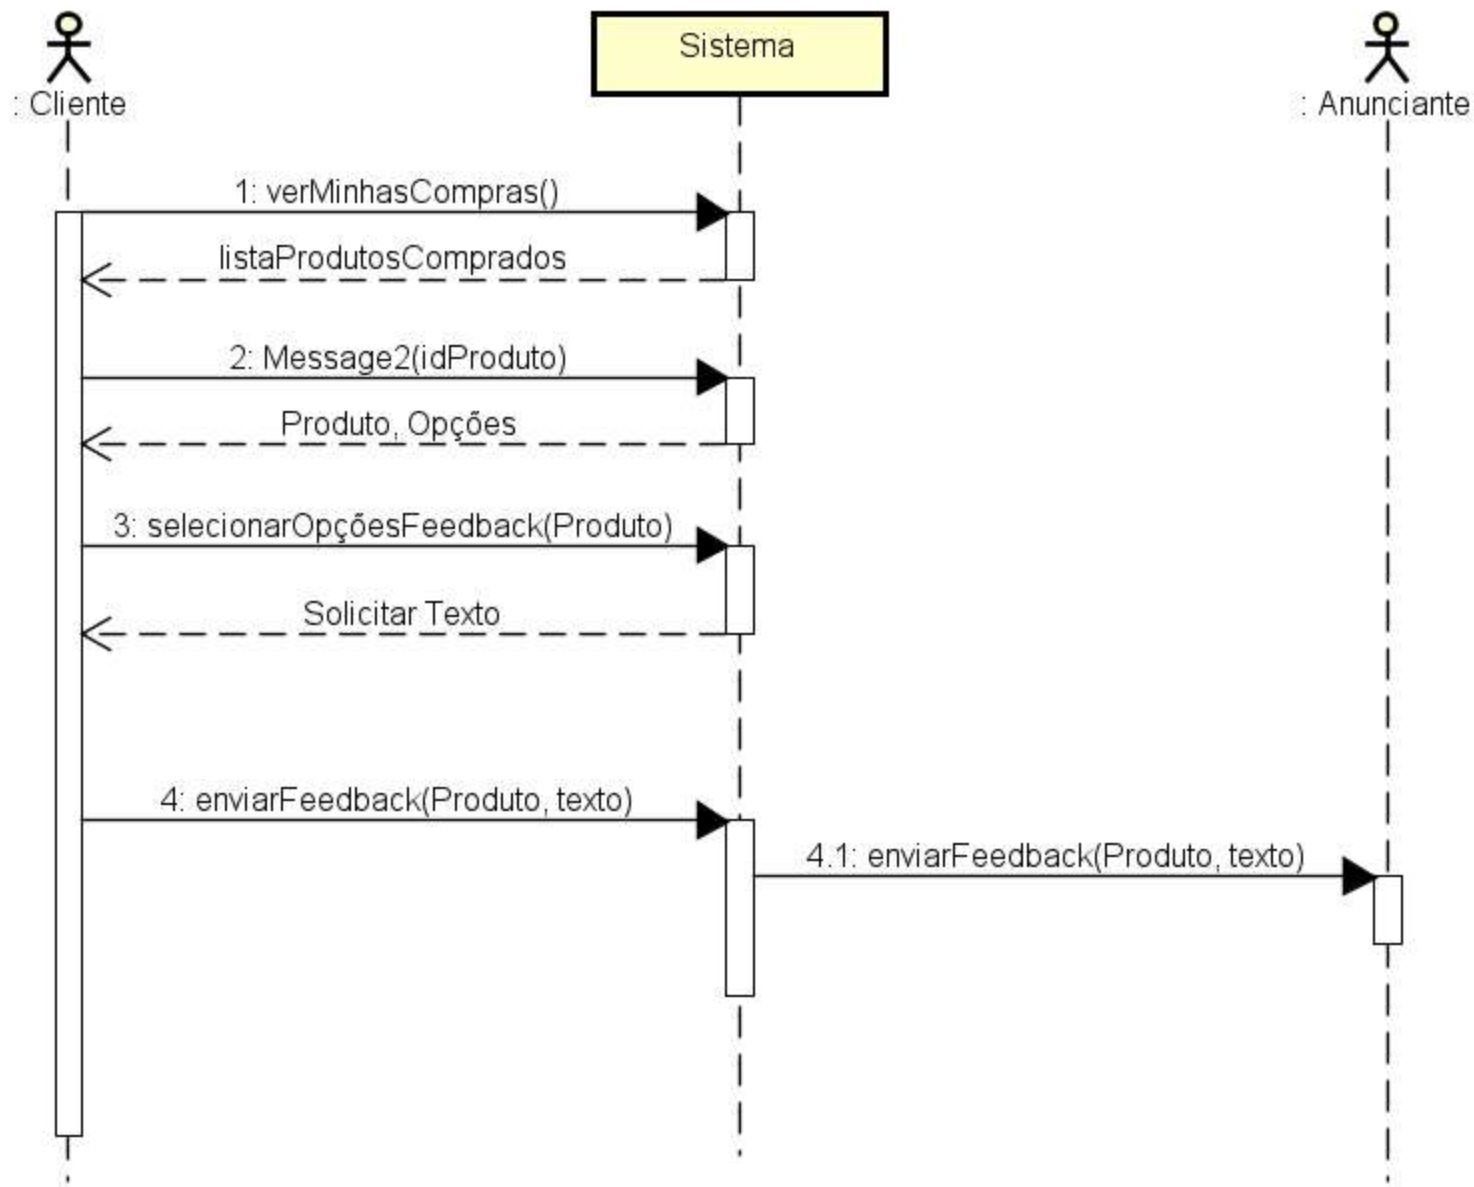 : Cliente
Sistema
: Anunciante
1: verMinhasCompras()
listaProdutosComprados
2: Message2(idProduto)
Produto, Opções
3: selecionarOpçõesFeedback(Produto)
Solicitar Texto
4: enviarFeedback(Produto, texto)
4.1: enviarFeedback(Produto, texto)